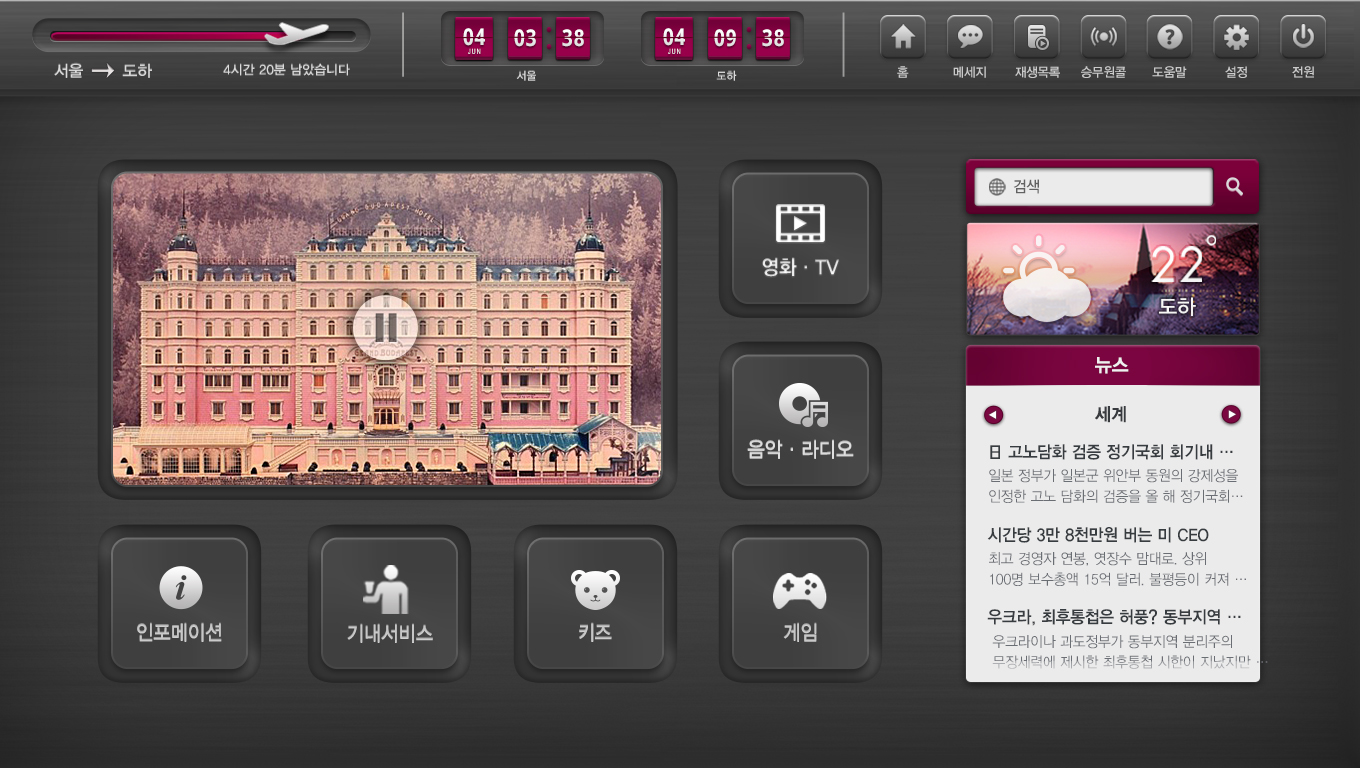 서울 → 도하
4시간 20분 남았습니다
04 JUN 03 : 38
서울
04 JUN 09 : 38
도하
홈
메세지
재생목록
승무원콜
도움말
설정
전원
GRAND BUDAPEST HOTEL
GRAND BUDAPEST
영화 · TV
음악 · 라디오
인포메이션
기내서비스
키즈
게임
검색
22°
도하
뉴스
세계
日 고노담화 검증 정기국회 회기내 ⋯
일본 정부가 일본군 위안부 동원의 강제성을
인정한 고노 담화의 검증을 올 해 정기국회⋯
시간당 3만 8천만원 버는 미 CEO
최고 경영자 연봉, 엿장수 맘대로. 상위
100명 보수총액 15억 달러. 불평등이 커져 ⋯
우크라, 최후통첩은 허풍? 동부지역 ⋯
우크라이나 과도정부가 동부지역 분리주의
무장세력에 제시한 최후통첩 시한이 지났지만 ⋯